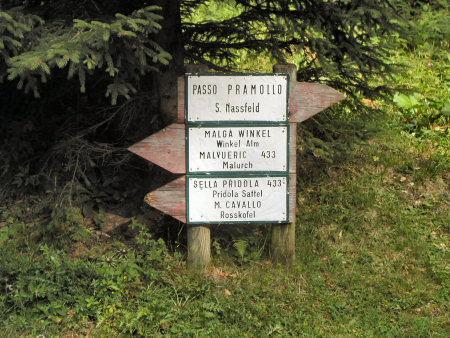 PASSO PRAMOLLO
S. Nassfeld
MALGA WINKEL
Winkel Alm
MALVUERIC 433
Malurch
SELLA PRIDOLA 433
Pridola Sattel
M. CAVALLO
Rosskofel